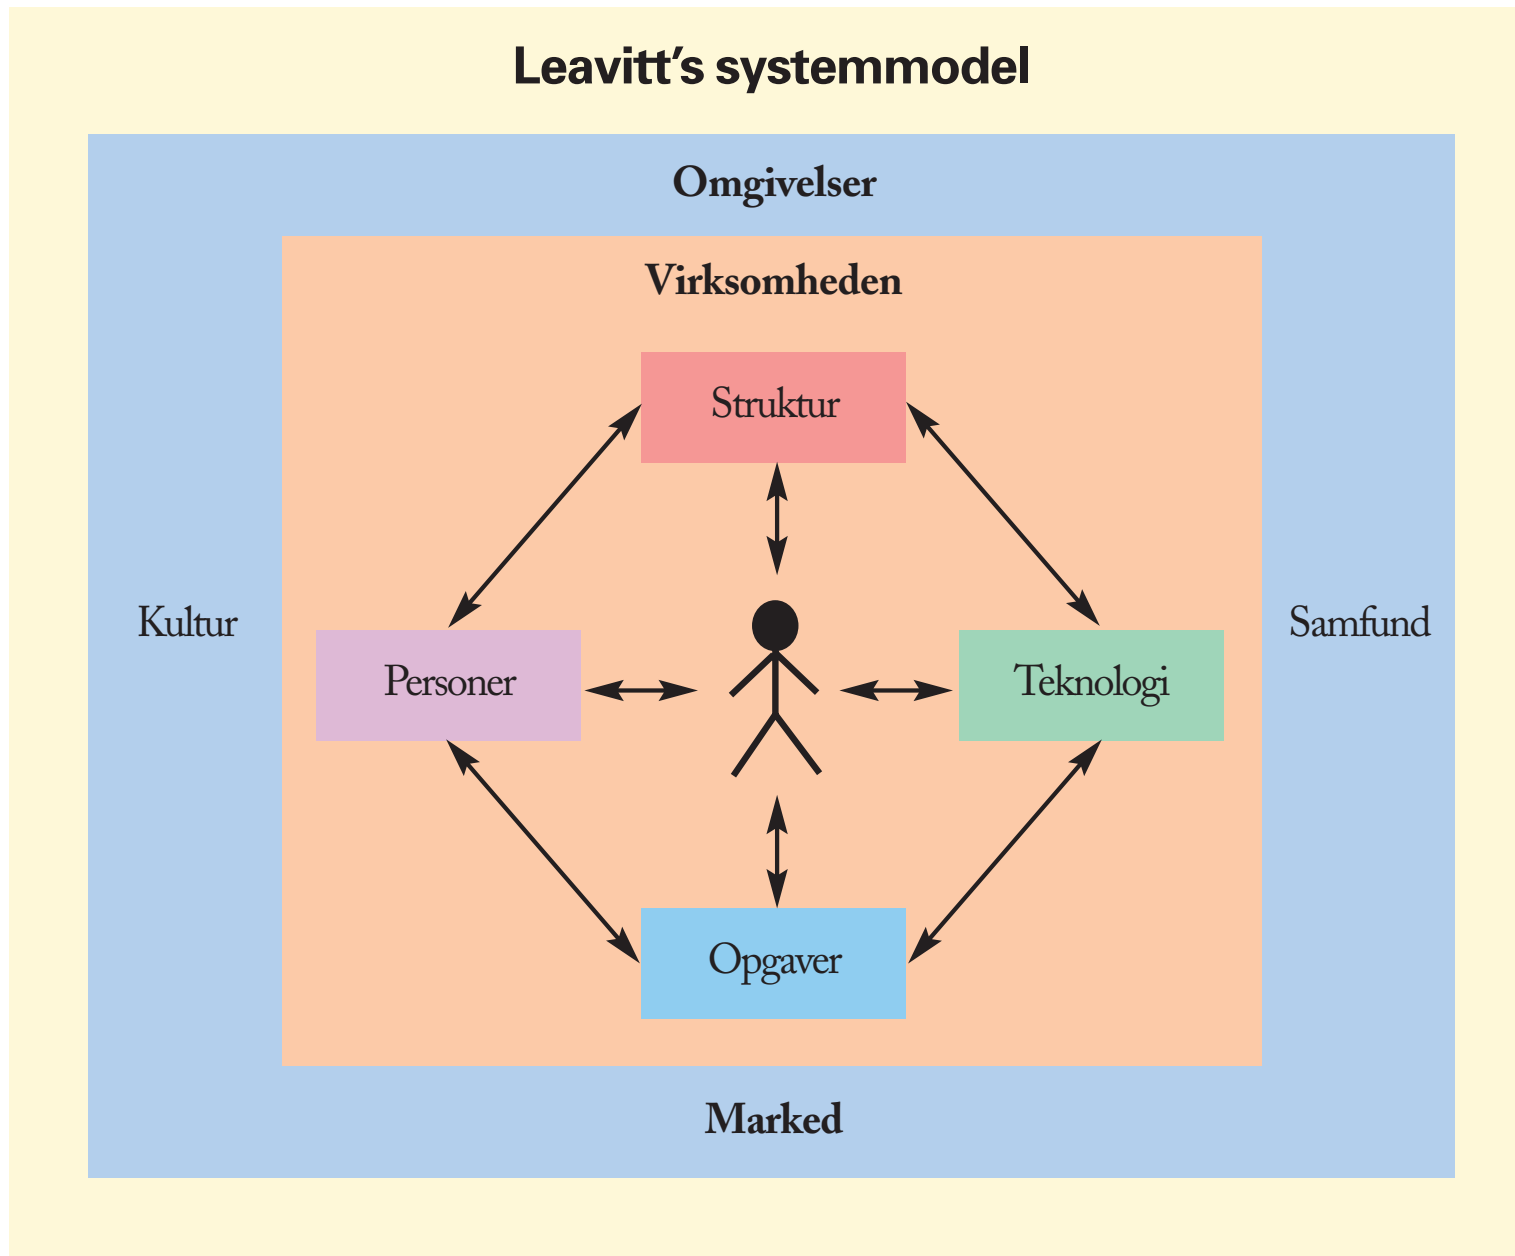 Leavitt’s systemmodel
Omgivelser
Virksomheden
Struktur
Kultur
Samfund
Personer
Teknologi
Opgaver
Marked